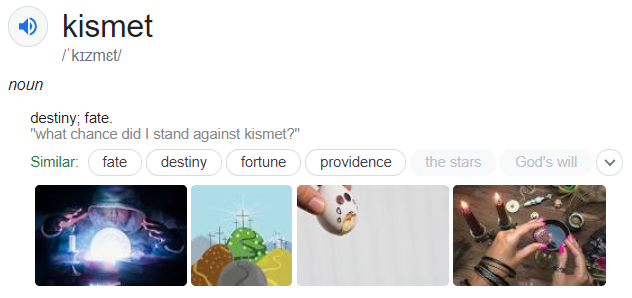 kismet
/ˈkɪzmɛt/
noun
destiny; fate.
"what chance did I stand against kismet?"
Similar: fate destiny fortune providence the stars God's will